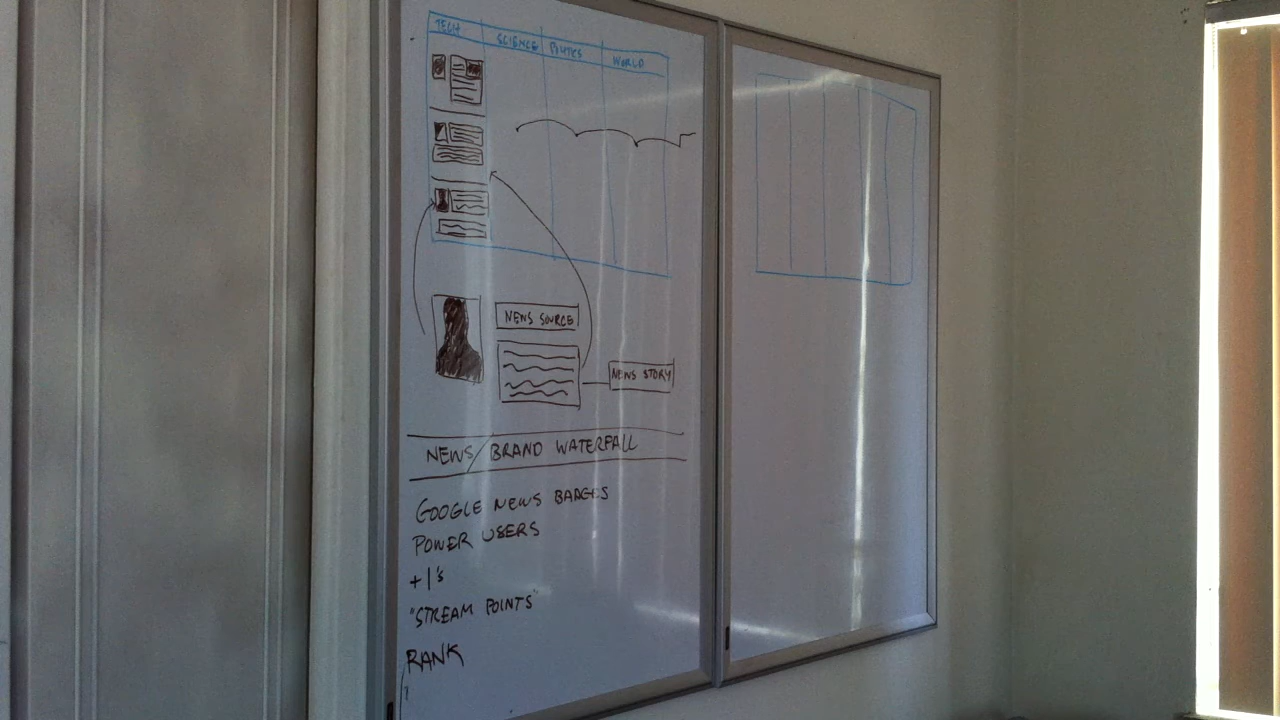 TECH SCIENCE POLITICS WORLD
NEWS SOURCE
NEWS STORY
NEWS / BRAND WATERFALL
GOOGLE NEWS BADGES
POWER USERS
+1's
"STREAM POINTS"
RANK